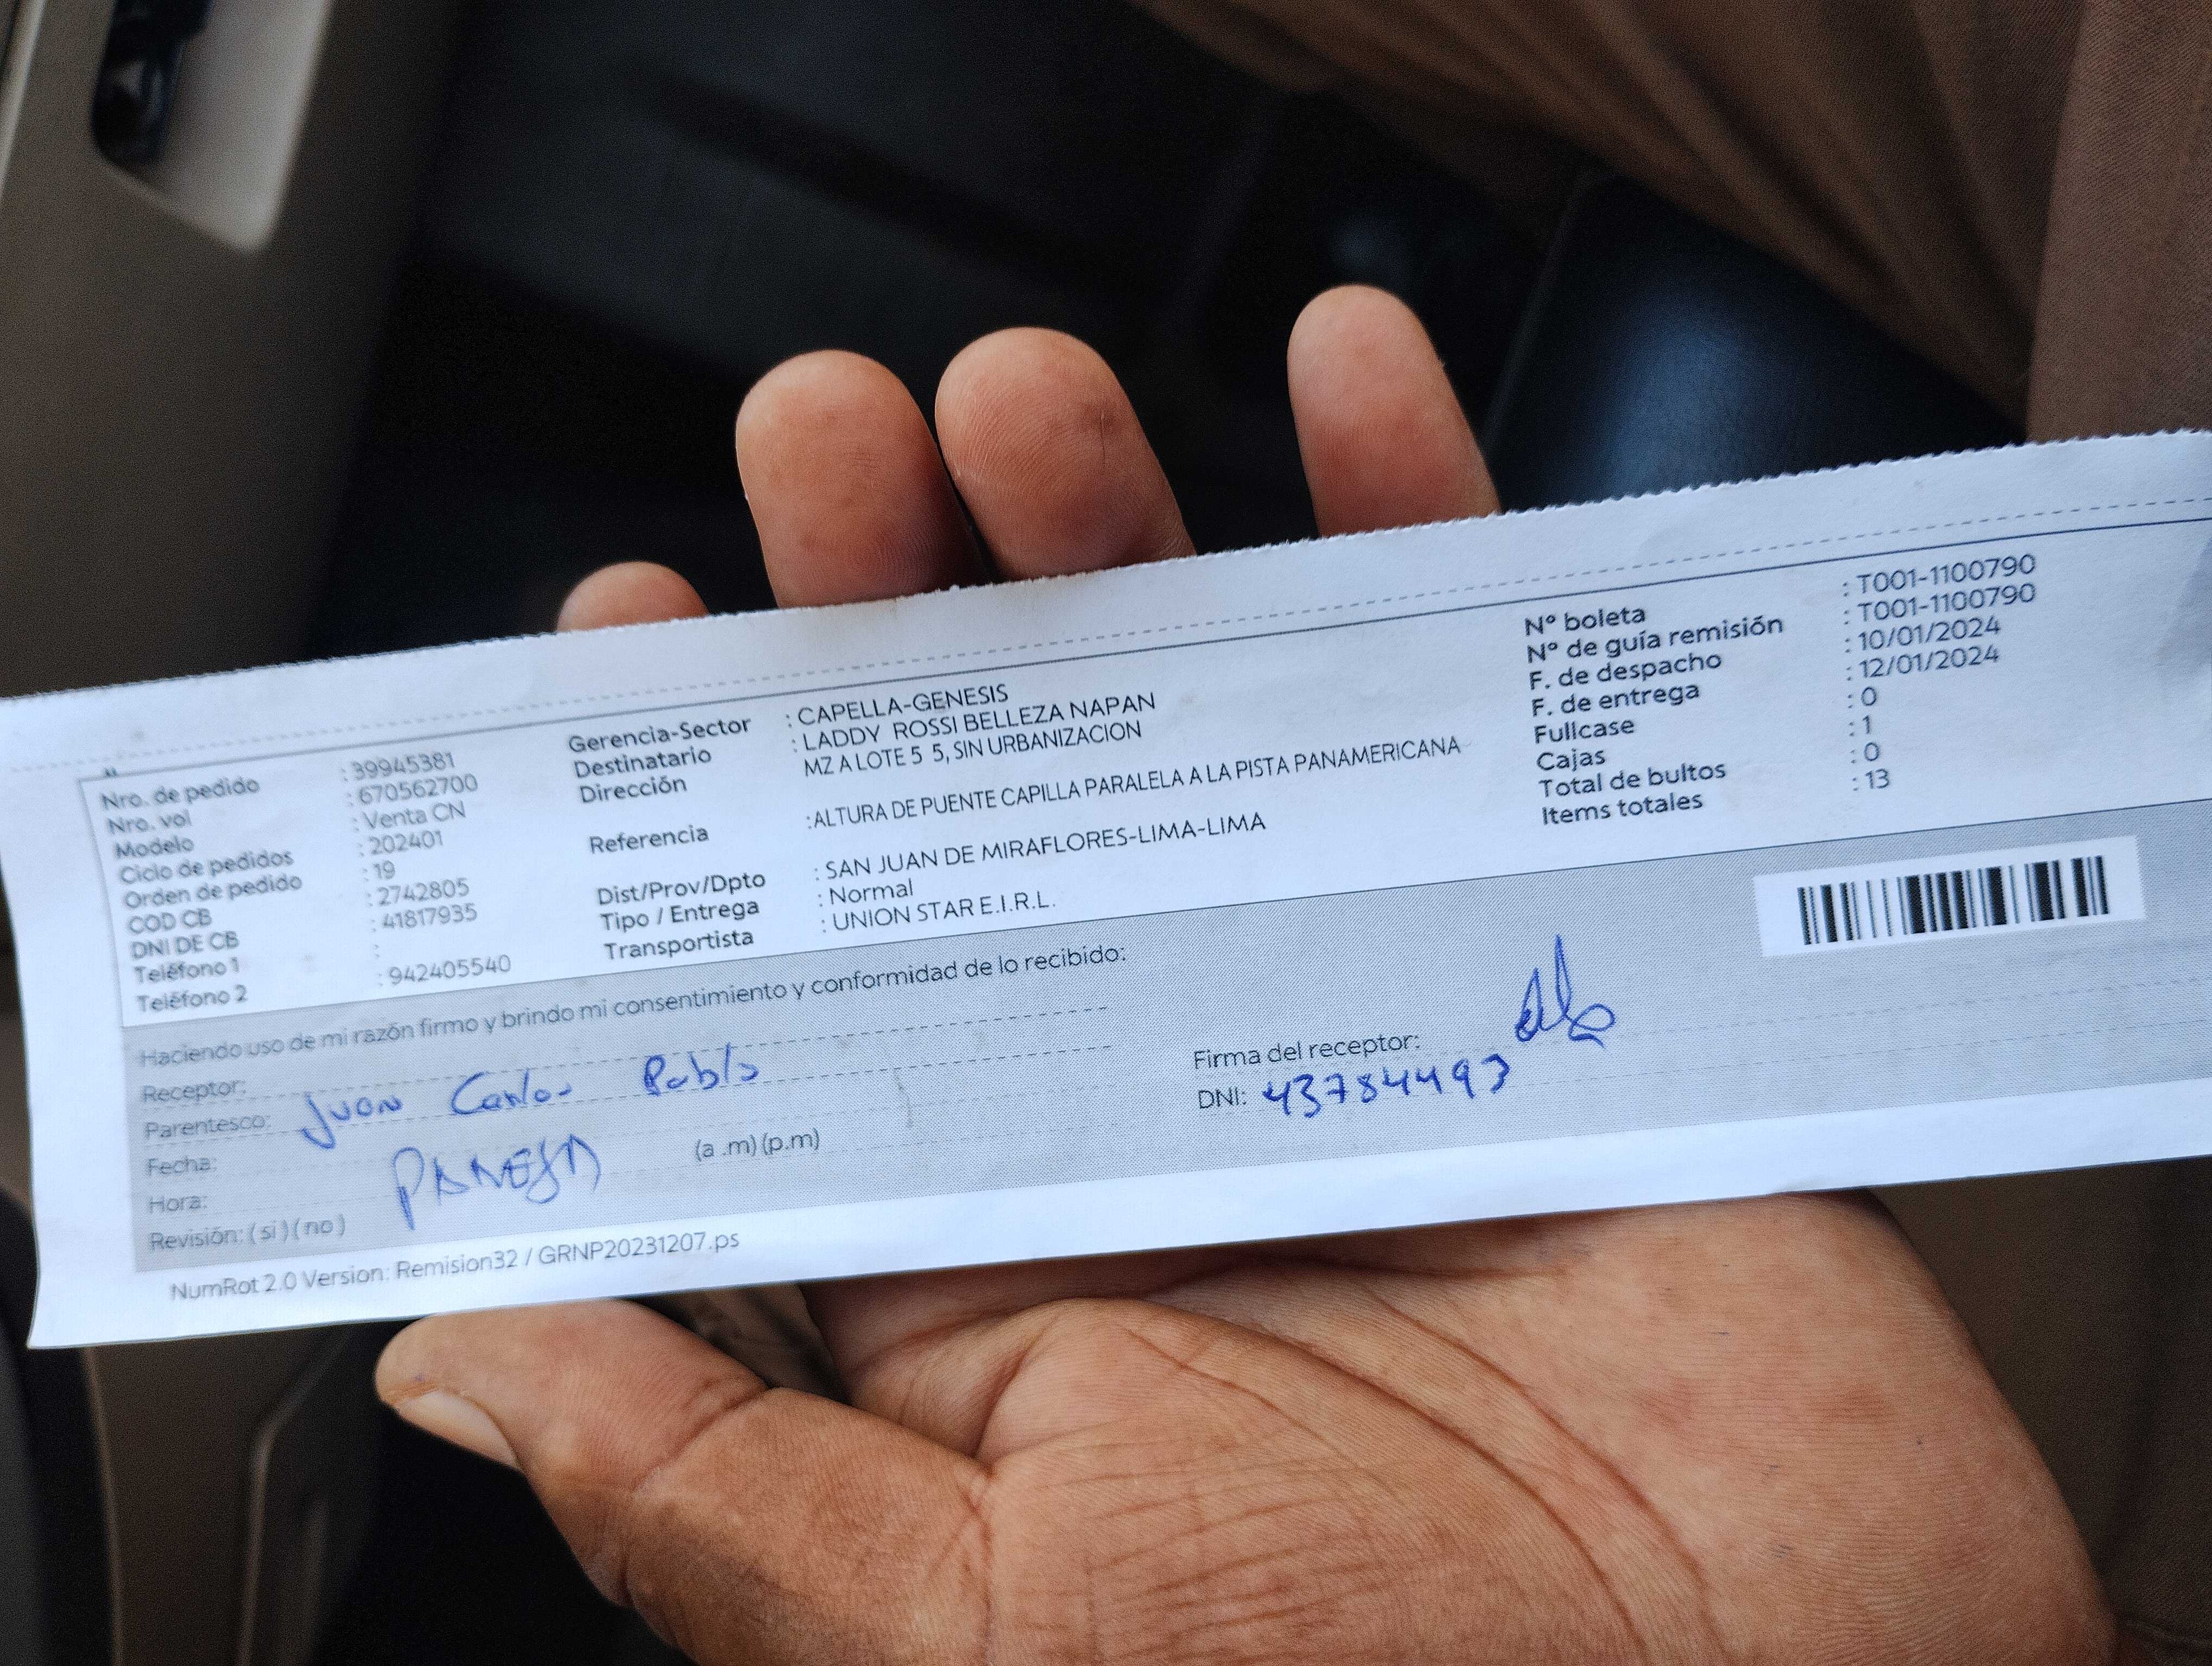 Nro. de pedido : 39945381
Nro. vol : 670562700
Modelo : Venta CN
Ciclo de pedidos : 202401
Orden de pedido : 19
COD CB : 2742805
DNI DE CB : 41817935
Teléfono 1 :
Teléfono 2 : 942405540
Gerencia-Sector : CAPELLA-GENESIS
Destinatario : LADDY ROSSI BELLEZA NAPAN
Dirección MZ A LOTE 5 5, SIN URBANIZACION
Referencia :ALTURA DE PUENTE CAPILLA PARALELA A LA PISTA PANAMERICANA
Dist/Prov/Dpto : SAN JUAN DE MIRAFLORES-LIMA-LIMA
Tipo / Entrega : Normal
Transportista : UNION STAR E.I.R.L.
Nº boleta : T001-1100790
Nº de guía remisión : T001-1100790
F. de despacho : 10/01/2024
F. de entrega : 12/01/2024
Fullcase : 0
Cajas : 1
Total de bultos : 0
Items totales : 13
Haciendo uso de mi razón firmo y brindo mi consentimiento y conformidad de lo recibido:
Receptor:
Parentesco: Juan Carlos Pablo
Fecha:
Hora: PAREJA (a .m) (p.m)
Revisión: ( si ) ( no )
Firma del receptor:
DNI: 43784493
NumRot 2.0 Version: Remision32 / GRNP20231207.ps